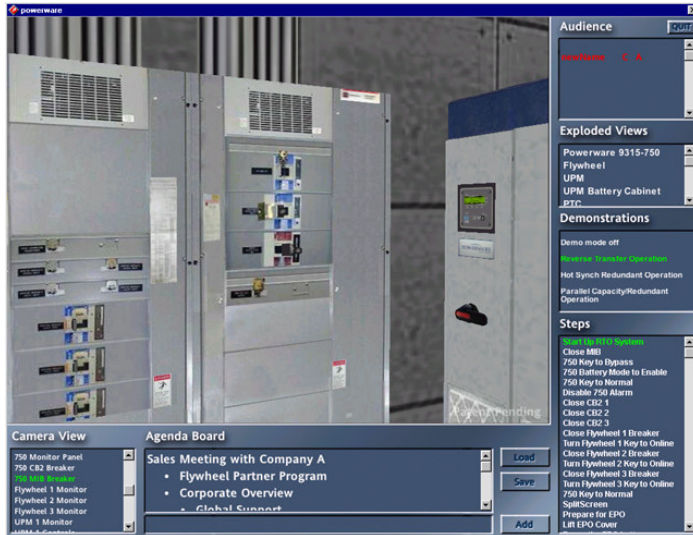 powerware
Audience
QUIT
Exploded Views
Powerware 9315-750
Flywheel
UPM
UPM Battery Cabinet
PTC
Demonstrations
Demo mode off
Reverse Transfer Operation
Hot Synch Redundant Operation
Parallel Capacity/Redundant
Operation
Steps
Start Up RTO System
Close MIB
750 Key to Bypass
750 Battery Mode to Enable
750 Key to Normal
Disable 750 Alarm
Close CB2 1
Close CB2 2
Close CB2 3
Close Flywheel 1 Breaker
Turn Flywheel 1 Key to Online
Close Flywheel 2 Breaker
Turn Flywheel 2 Key to Online
Close Flywheel 3 Breaker
Turn Flywheel 3 Key to Online
750 Key to Normal
SplitScreen
Prepare for EPO
Lift EPO Cover
Patent Pending
Camera View
750 Monitor Panel
750 CB2 Breaker
750 MIB Breaker
Flywheel 1 Monitor
Flywheel 2 Monitor
Flywheel 3 Monitor
UPM 1 Monitor
UPM 1 Controls
Agenda Board
Sales Meeting with Company A
• Flywheel Partner Program
• Corporate Overview
• Global Support
Load
Save
Add